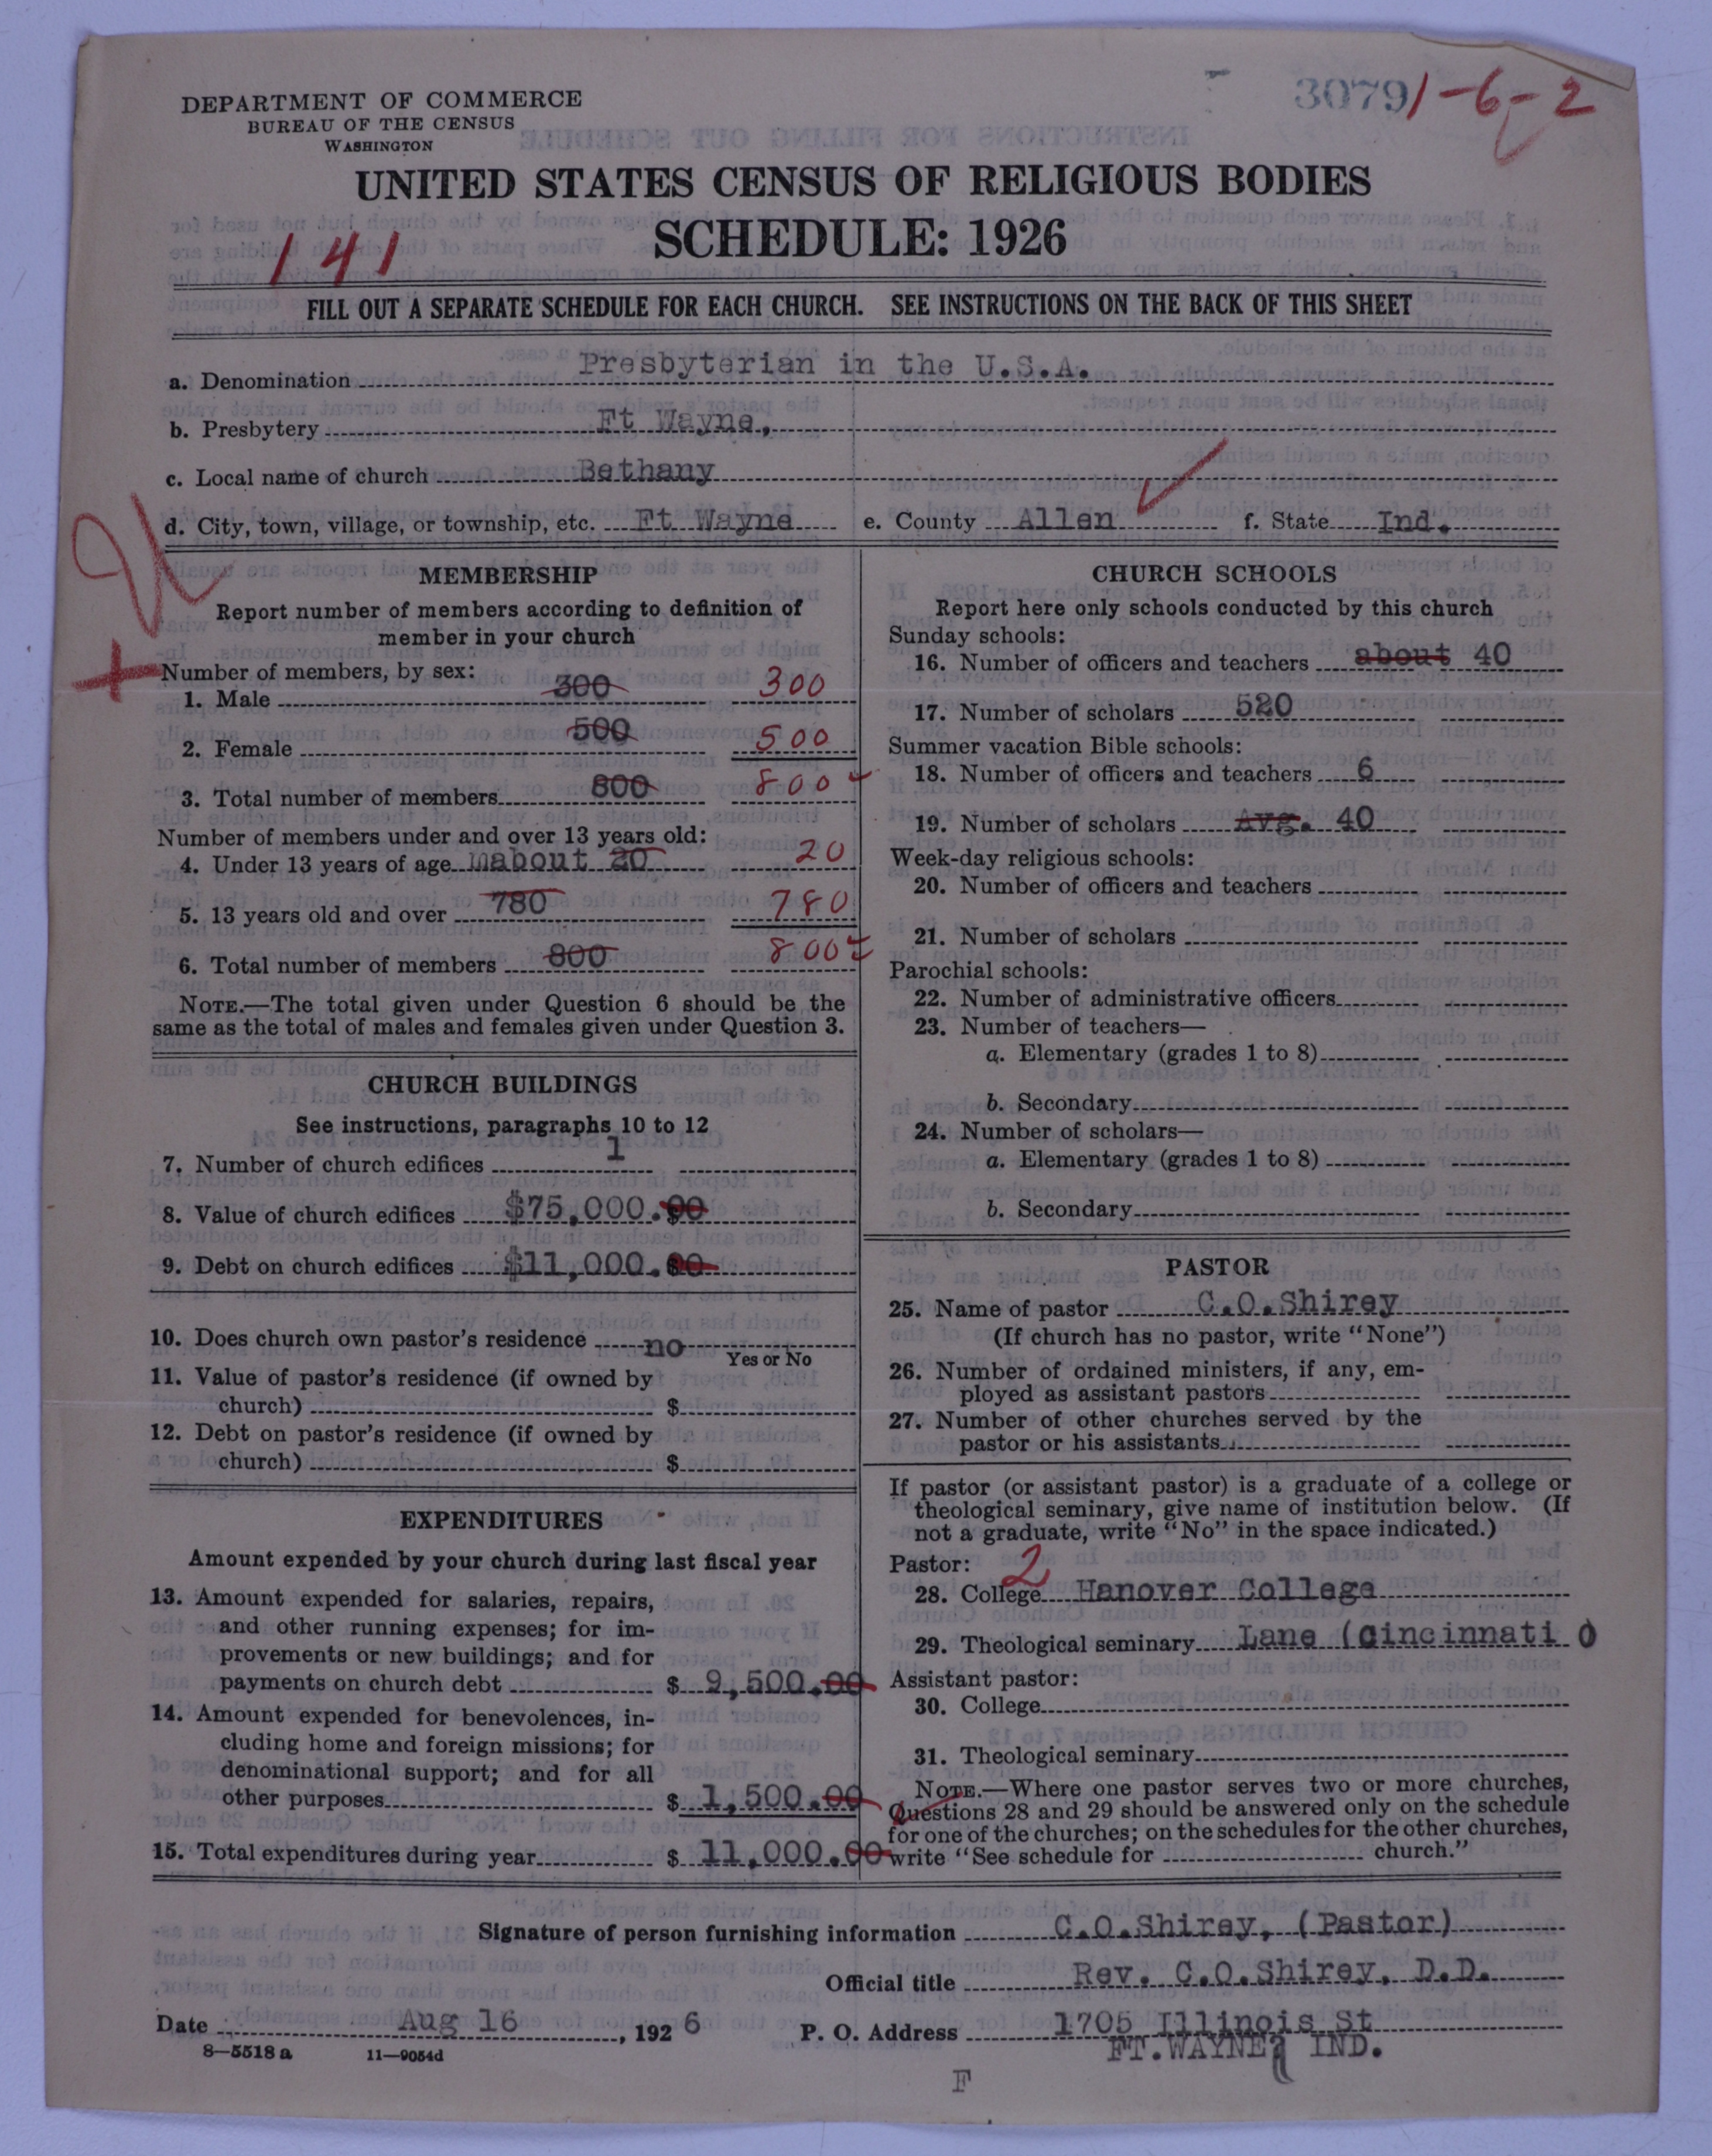 DEPARTMENT OF COMMERCE
BUREAU OF THE CENSUS
WASHINGTON
3079 1-6-2
UNITED STATES CENSUS OF RELIGIOUS BODIES
SCHEDULE: 1926
141
FILL OUT A SEPARATE SCHEDULE FOR EACH CHURCH. SEE INSTRUCTIONS ON THE BACK OF THIS SHEET
a. Denomination Presbyterian in the U.S.A.
b. Presbytery Ft Wayne,
c. Local name of church Bethany
d. City, town, village, or township, etc. Ft Wayne e. County Allen f. State Ind.
MEMBERSHIP
Report number of members according to definition of
member in your church
Number of members, by sex:
1. Male 300 300
2. Female 500 500
3. Total number of members 800 800
Number of members under and over 13 years old:
4. Under 13 years of age about 20 20
5. 13 years old and over 780 780
6. Total number of members 800 800
NOTE.—The total given under Question 6 should be the
same as the total of males and females given under Question 3.
CHURCH BUILDINGS
See instructions, paragraphs 10 to 12
7. Number of church edifices 1
8. Value of church edifices $75,000.00
9. Debt on church edifices $11,000.00
10. Does church own pastor's residence no
Yes or No
11. Value of pastor's residence (if owned by
church) $
12. Debt on pastor's residence (if owned by
church) $
EXPENDITURES
Amount expended by your church during last fiscal year
13. Amount expended for salaries, repairs,
and other running expenses; for im-
provements or new buildings; and for
payments on church debt $ 9,500.00
14. Amount expended for benevolences, in-
cluding home and foreign missions; for
denominational support; and for all
other purposes $ 1,500.00
15. Total expenditures during year $ 11,000.00
CHURCH SCHOOLS
Report here only schools conducted by this church
Sunday schools:
16. Number of officers and teachers about 40
17. Number of scholars 520
Summer vacation Bible schools:
18. Number of officers and teachers 6
19. Number of scholars Avg. 40
Week-day religious schools:
20. Number of officers and teachers
21. Number of scholars
Parochial schools:
22. Number of administrative officers
23. Number of teachers—
a. Elementary (grades 1 to 8)
b. Secondary
24. Number of scholars—
a. Elementary (grades 1 to 8)
b. Secondary
PASTOR
25. Name of pastor C.O.Shirey
(If church has no pastor, write "None")
26. Number of ordained ministers, if any, em-
ployed as assistant pastors
27. Number of other churches served by the
pastor or his assistants
If pastor (or assistant pastor) is a graduate of a college or
theological seminary, give name of institution below. (If
not a graduate, write "No" in the space indicated.)
Pastor: 2
28. College Hanover College
29. Theological seminary Lane (Cincinnati O
Assistant pastor:
30. College
31. Theological seminary
NOTE.—Where one pastor serves two or more churches,
Questions 28 and 29 should be answered only on the schedule
for one of the churches; on the schedules for the other churches,
write "See schedule for church."
Signature of person furnishing information C.O.Shirey, (Pastor)
Official title Rev. C.O.Shirey, D.D.
Date Aug 16, 1926 P. O. Address 1705 Illinois St
FT.WAYNE, IND.
8—5518 a 11—9054d
F